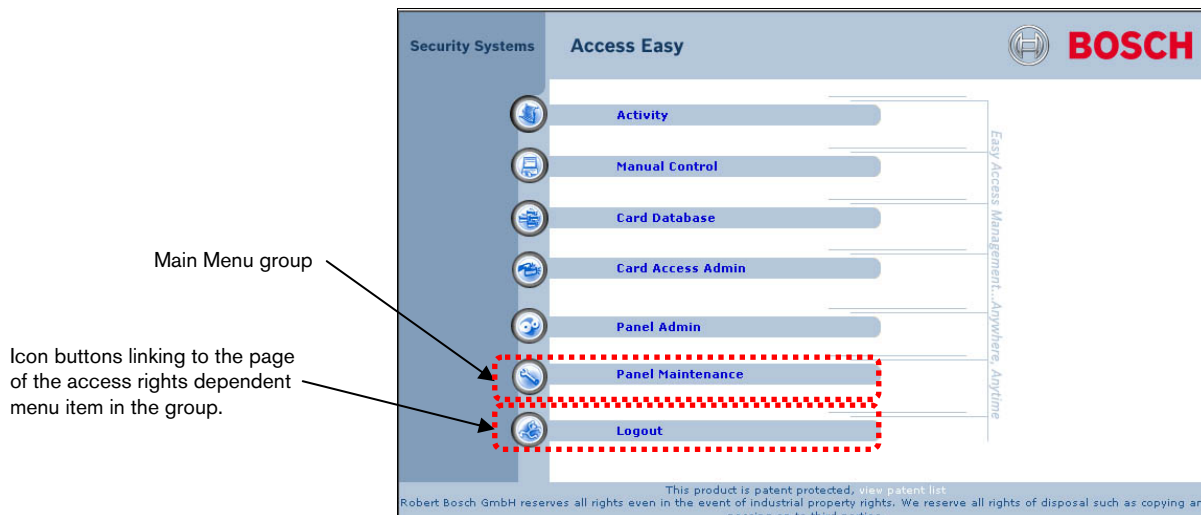 Security Systems
Access Easy
BOSCH
Activity
Manual Control
Card Database
Card Access Admin
Panel Admin
Panel Maintenance
Logout
Easy Access Management...Anywhere, Anytime
Main Menu group
Icon buttons linking to the page
of the access rights dependent
menu item in the group.
This product is patent protected, view patent list
Robert Bosch GmbH reserves all rights even in the event of industrial property rights. We reserve all rights of disposal such as copying an